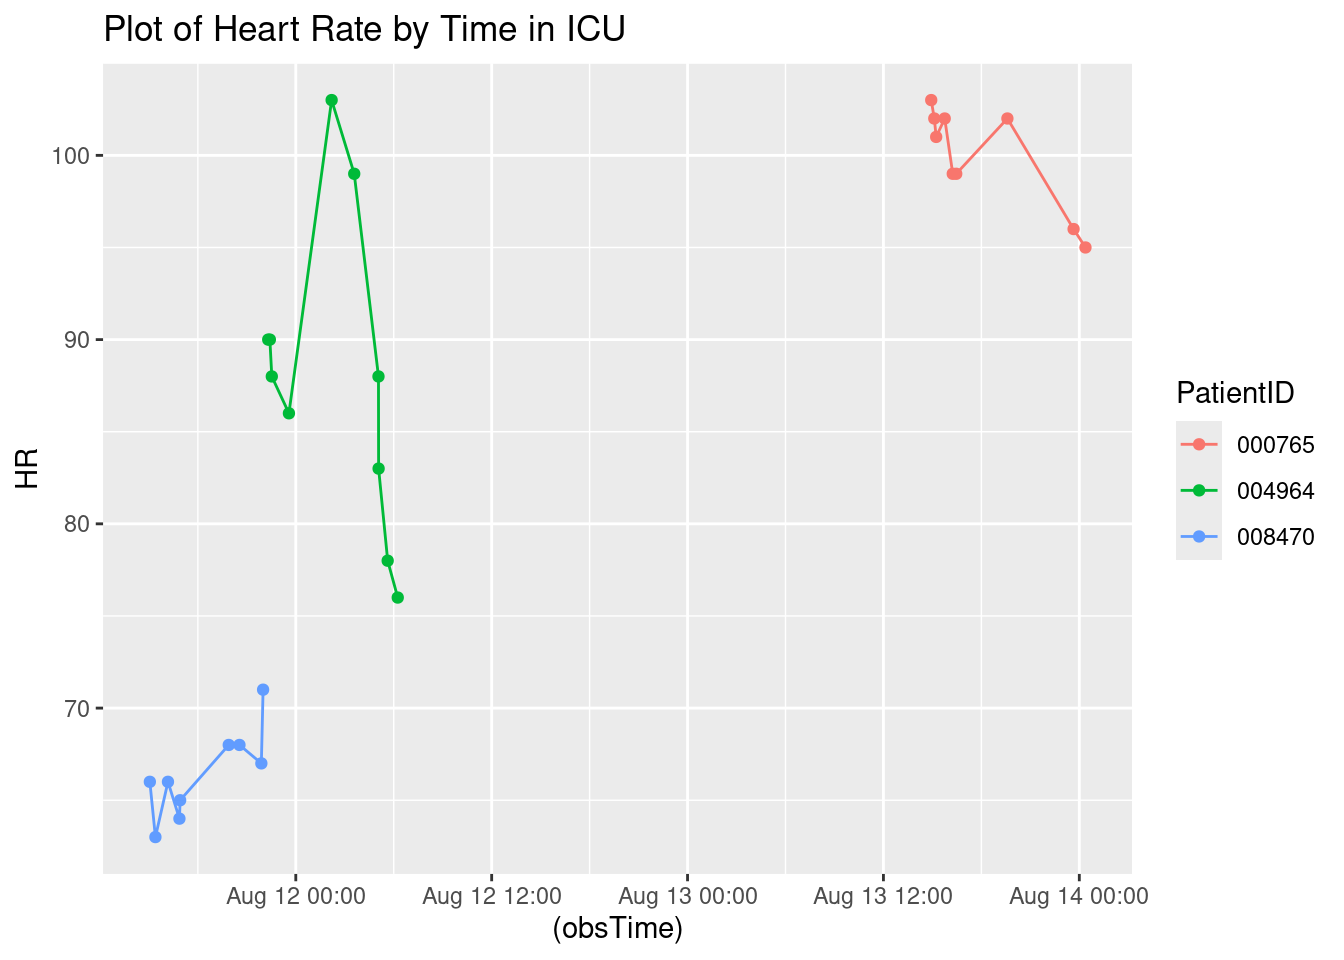 Plot of Heart Rate by Time in ICU
HR
100
90
80
70
Aug 12 00:00 Aug 12 12:00 Aug 13 00:00 Aug 13 12:00 Aug 14 00:00
(obsTime)
PatientID
000765
004964
008470